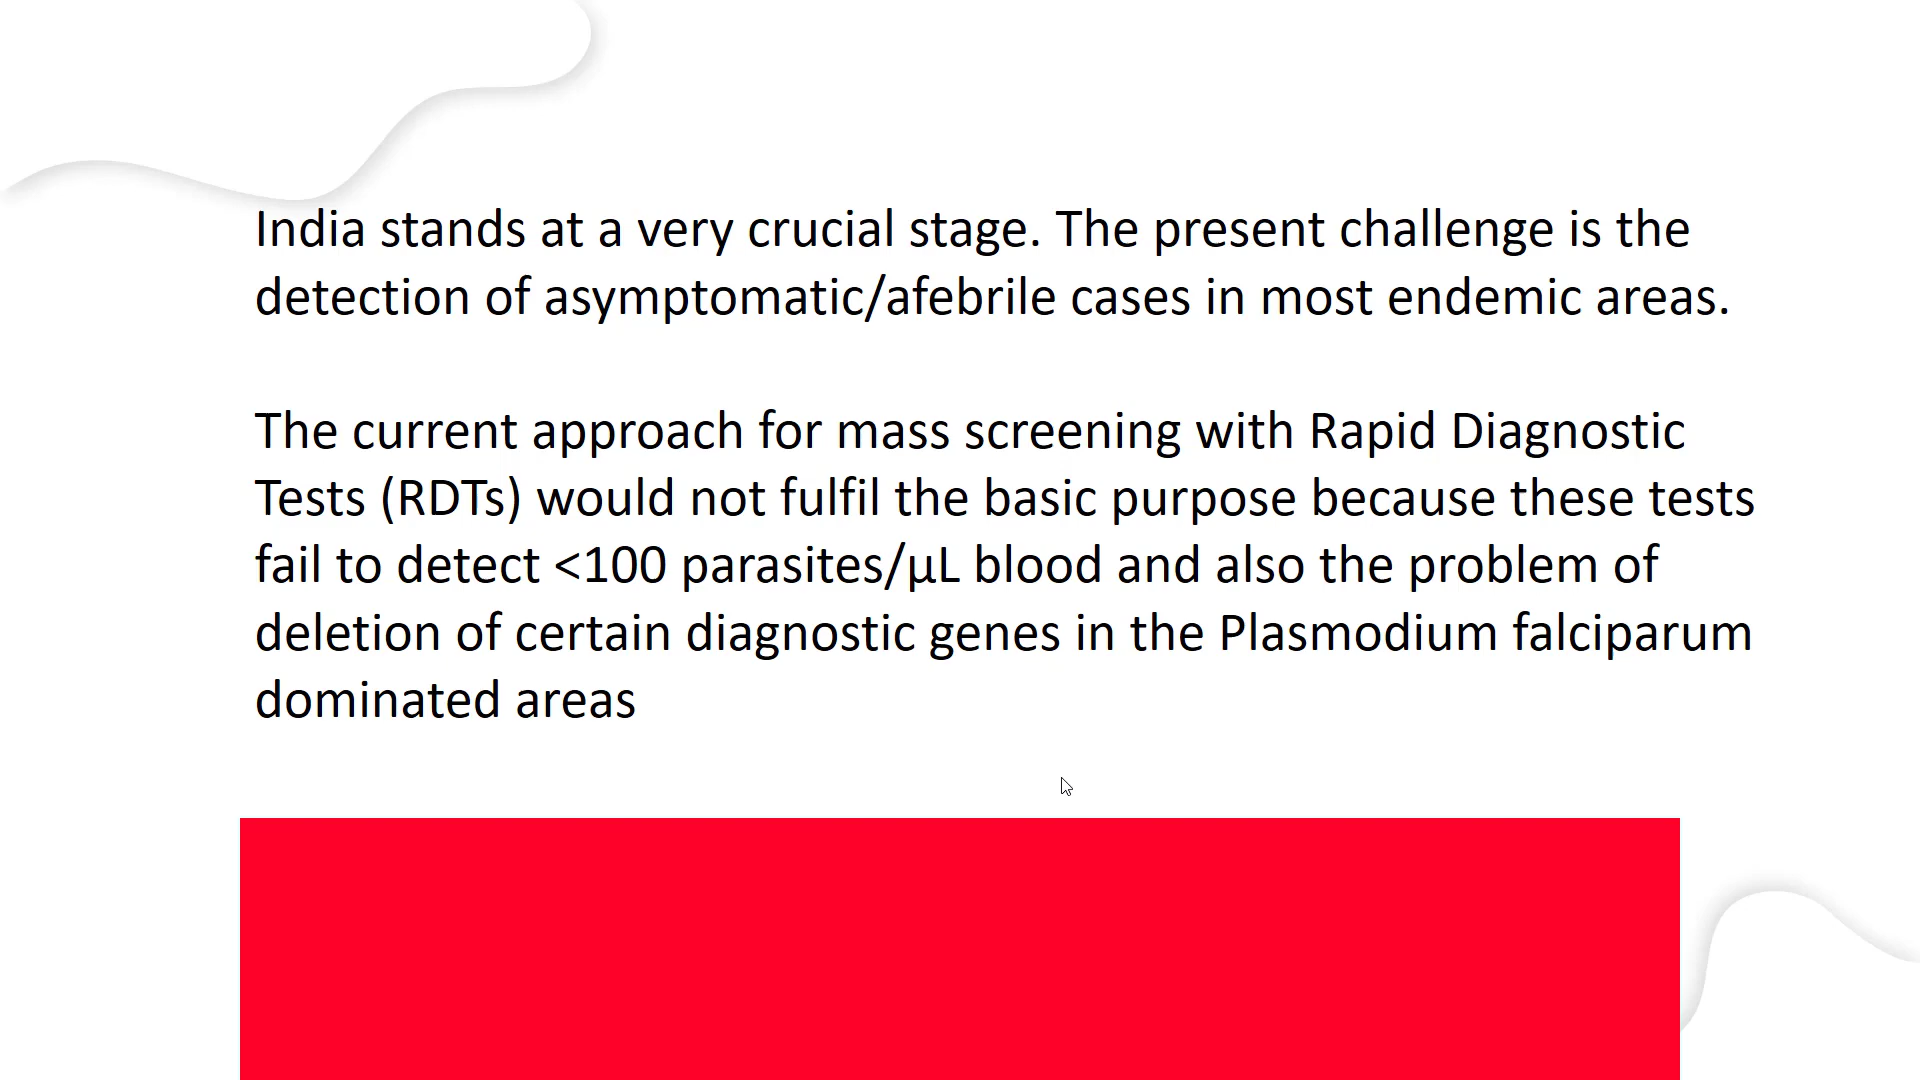 India stands at a very crucial stage. The present challenge is the
detection of asymptomatic/afebrile cases in most endemic areas.
The current approach for mass screening with Rapid Diagnostic
Tests (RDTs) would not fulfil the basic purpose because these tests
fail to detect <100 parasites/µL blood and also the problem of
deletion of certain diagnostic genes in the Plasmodium falciparum
dominated areas